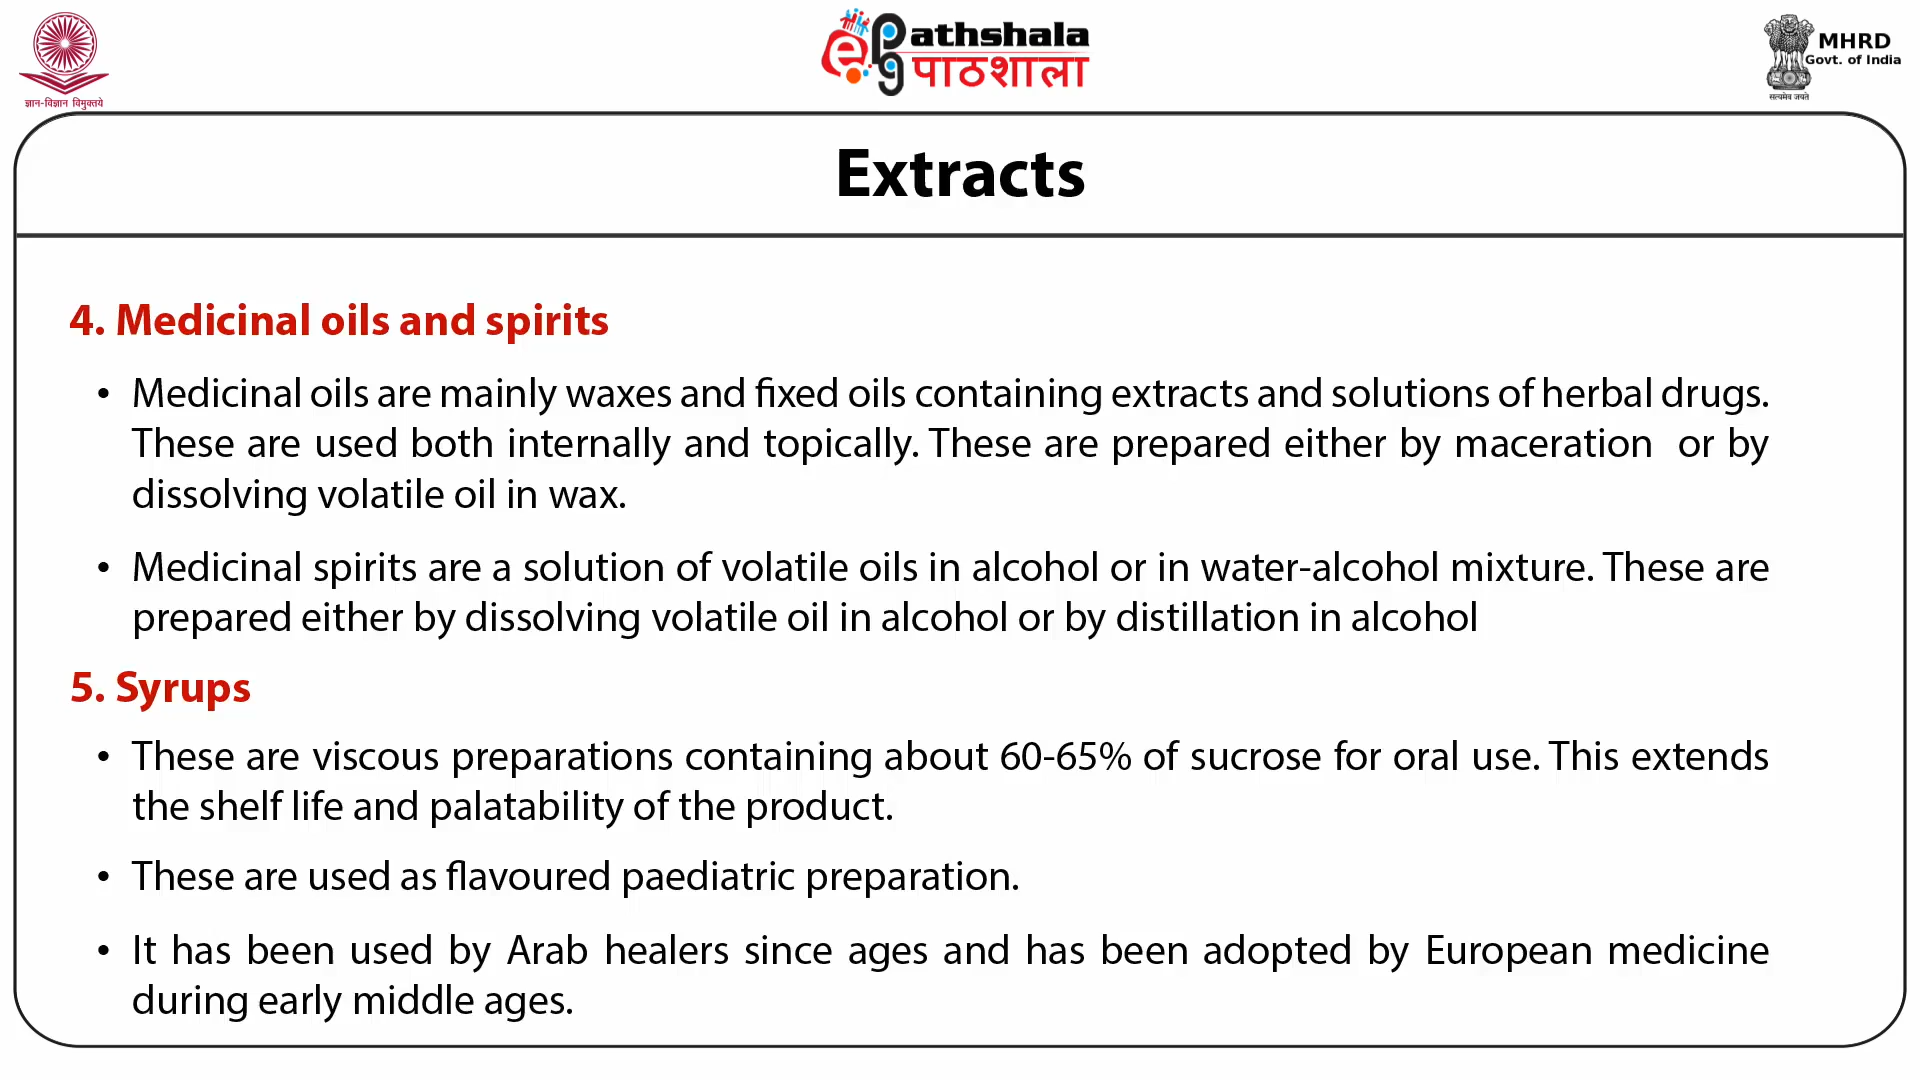 ज्ञान-विज्ञान विमुक्तये
ePGathshala
पाठशाला
MHRD
Govt. of India
सत्यमेव जयते
Extracts
4. Medicinal oils and spirits
• Medicinal oils are mainly waxes and fixed oils containing extracts and solutions of herbal drugs.
These are used both internally and topically. These are prepared either by maceration or by
dissolving volatile oil in wax.
• Medicinal spirits are a solution of volatile oils in alcohol or in water-alcohol mixture. These are
prepared either by dissolving volatile oil in alcohol or by distillation in alcohol
5. Syrups
• These are viscous preparations containing about 60-65% of sucrose for oral use. This extends
the shelf life and palatability of the product.
• These are used as flavoured paediatric preparation.
• It has been used by Arab healers since ages and has been adopted by European medicine
during early middle ages.